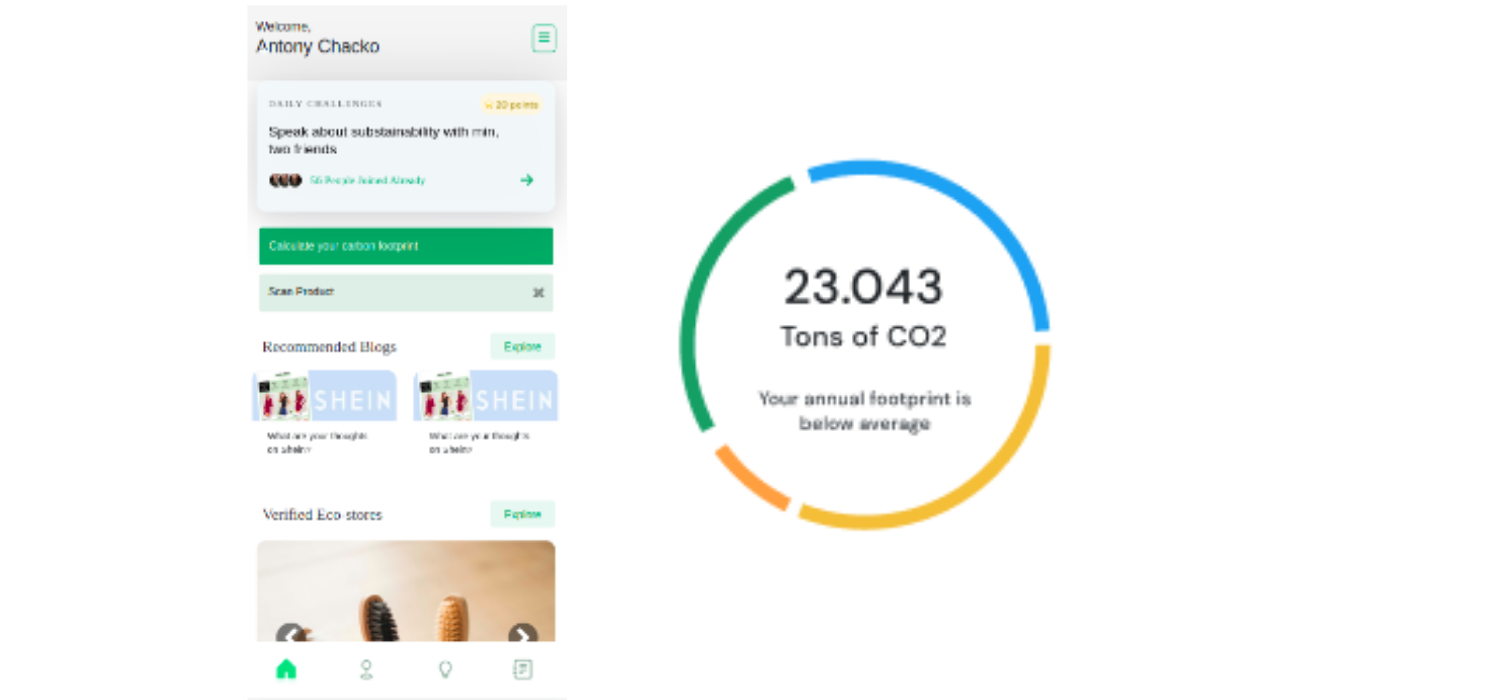 Welcome,
Antony Chacko
DAILY CHALLENGES
20 points
Speak about substainability with min,
two friends
56 People Joined Already
Calculate your carbon footprint
Scan Product
Recommended Blogs
Explore
SHEIN
SHEIN
What are your thoughts
on shein?
What are your thoughts
on shein?
Verified Eco-stores
Explore
23.043
Tons of CO2
Your annual footprint is
below average